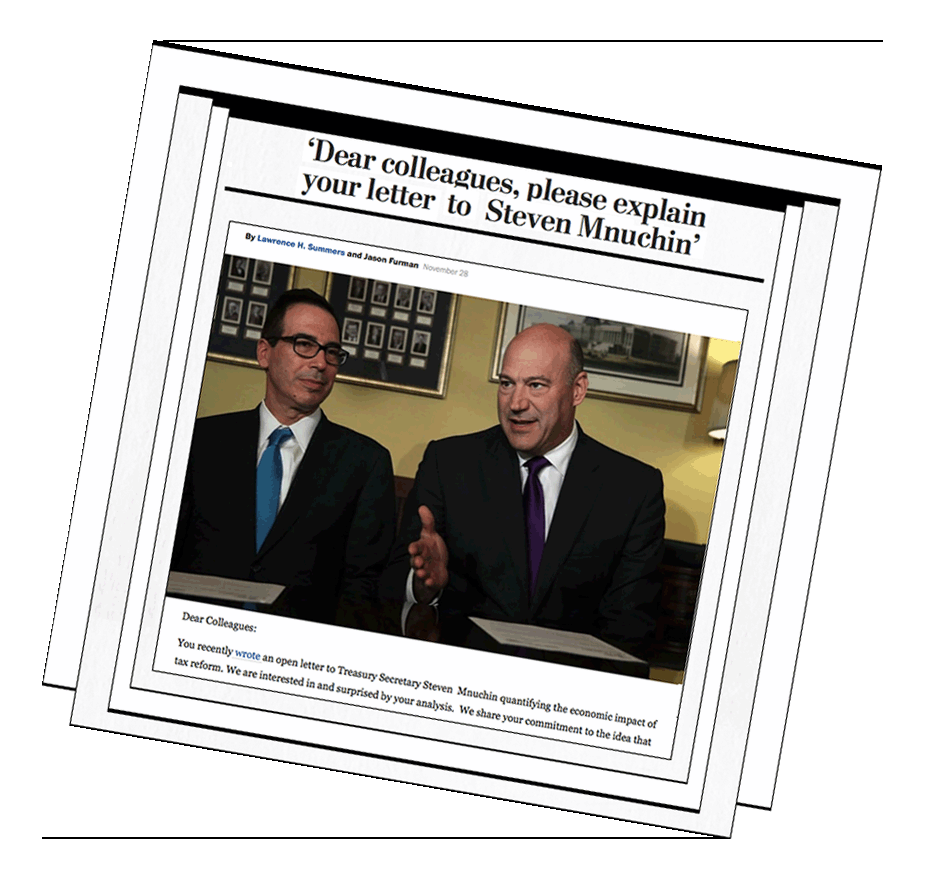 ‘Dear colleagues, please explain
your letter to Steven Mnuchin’
By Lawrence H. Summers and Jason Furman November 28
Dear Colleagues:
You recently wrote an open letter to Treasury Secretary Steven Mnuchin quantifying the economic impact of
tax reform. We are interested in and surprised by your analysis. We share your commitment to the idea that